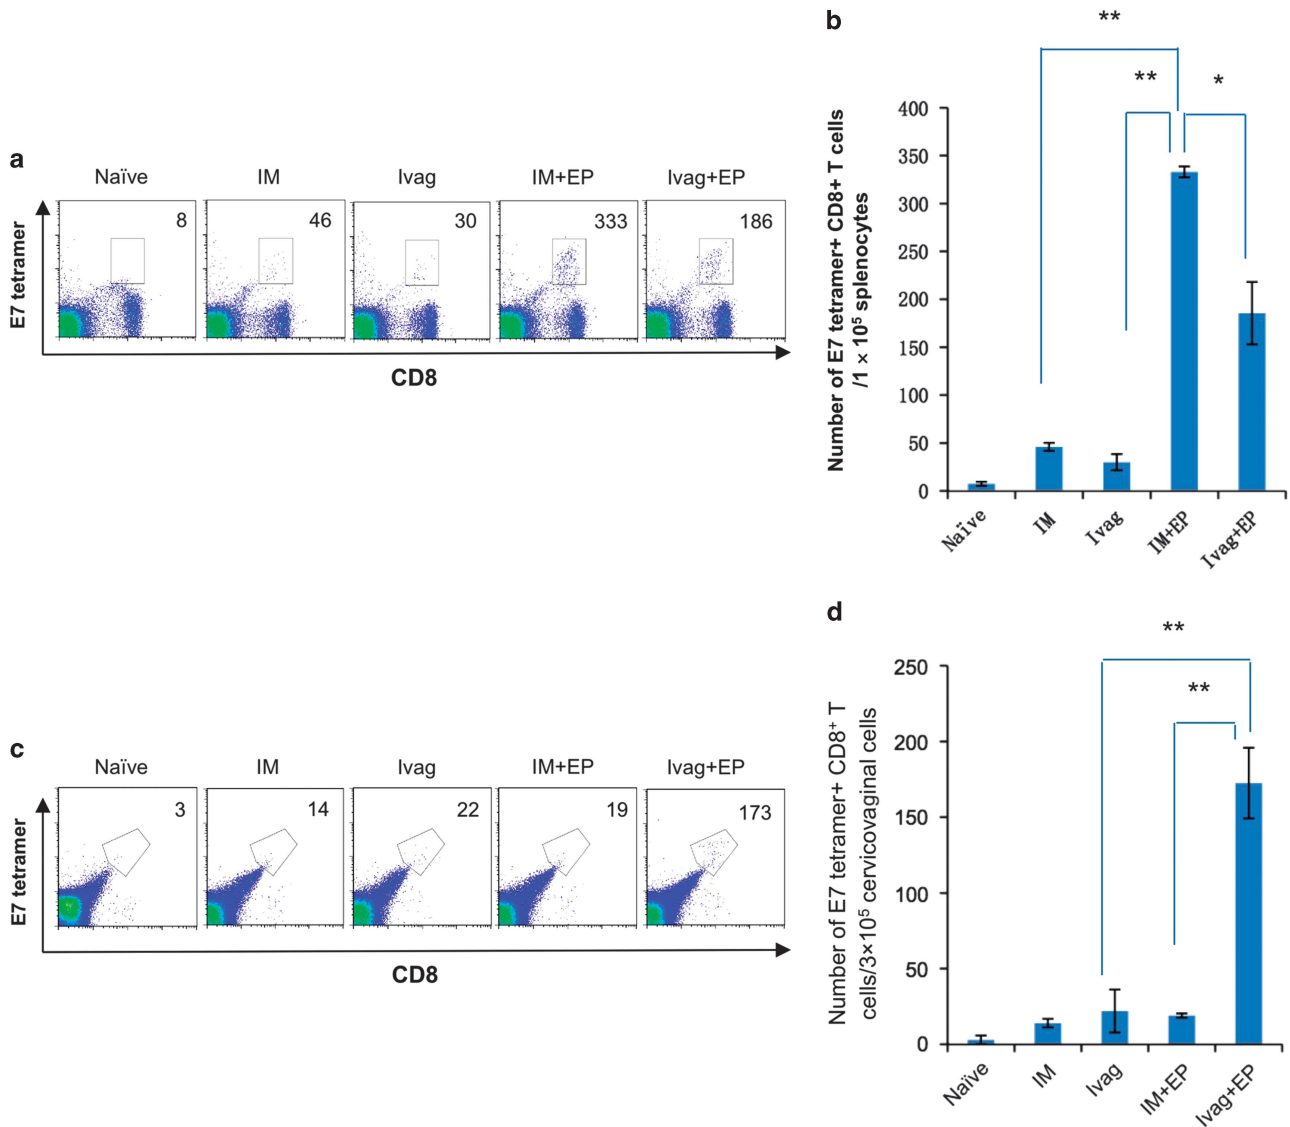 a
Naïve
IM
Ivag
IM+EP
Ivag+EP
8
46
30
333
186
E7 tetramer
CD8
b
**
**
*
Number of E7 tetramer+ CD8+ T cells
/1 × 10⁵ splenocytes
400
350
300
250
200
150
100
50
0
Naïve
IM
Ivag
IM+EP
Ivag+EP
c
Naïve
IM
Ivag
IM+EP
Ivag+EP
3
14
22
19
173
E7 tetramer
CD8
d
**
**
Number of E7 tetramer+ CD8⁺ T
cells/3×10⁵ cervicovaginal cells
250
200
150
100
50
0
Naïve
IM
Ivag
IM+EP
Ivag+EP